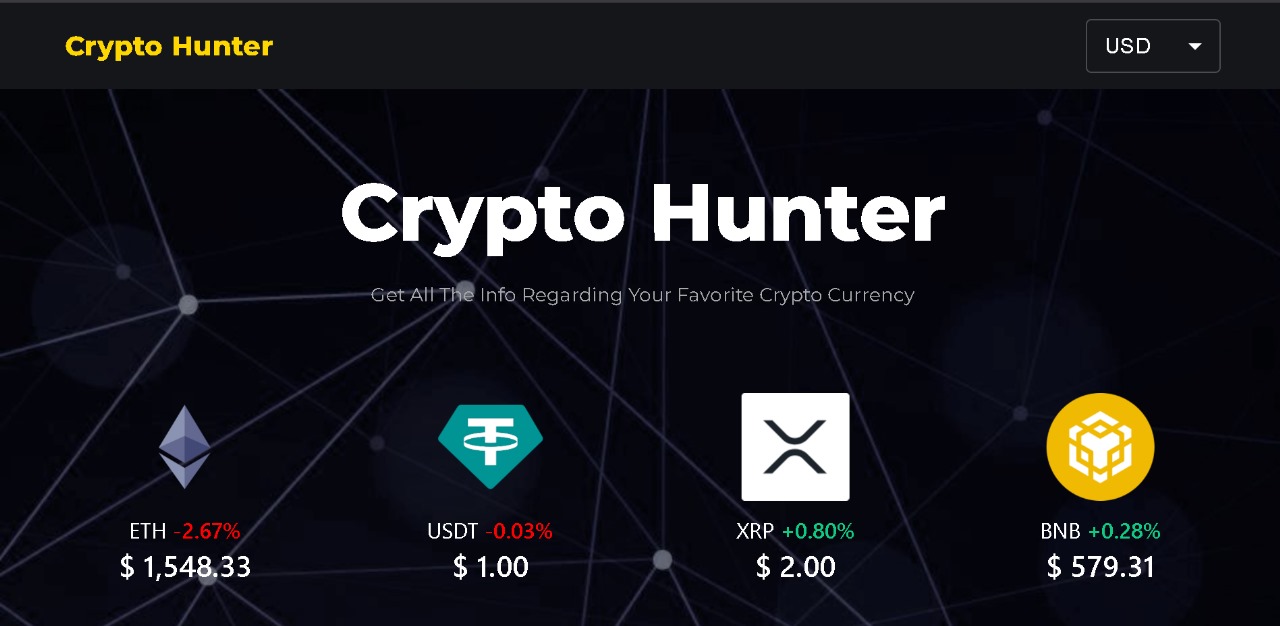 Crypto Hunter
USD
Crypto Hunter
Get All The Info Regarding Your Favorite Crypto Currency
ETH -2.67%
$ 1,548.33
USDT -0.03%
$ 1.00
XRP +0.80%
$ 2.00
BNB +0.28%
$ 579.31